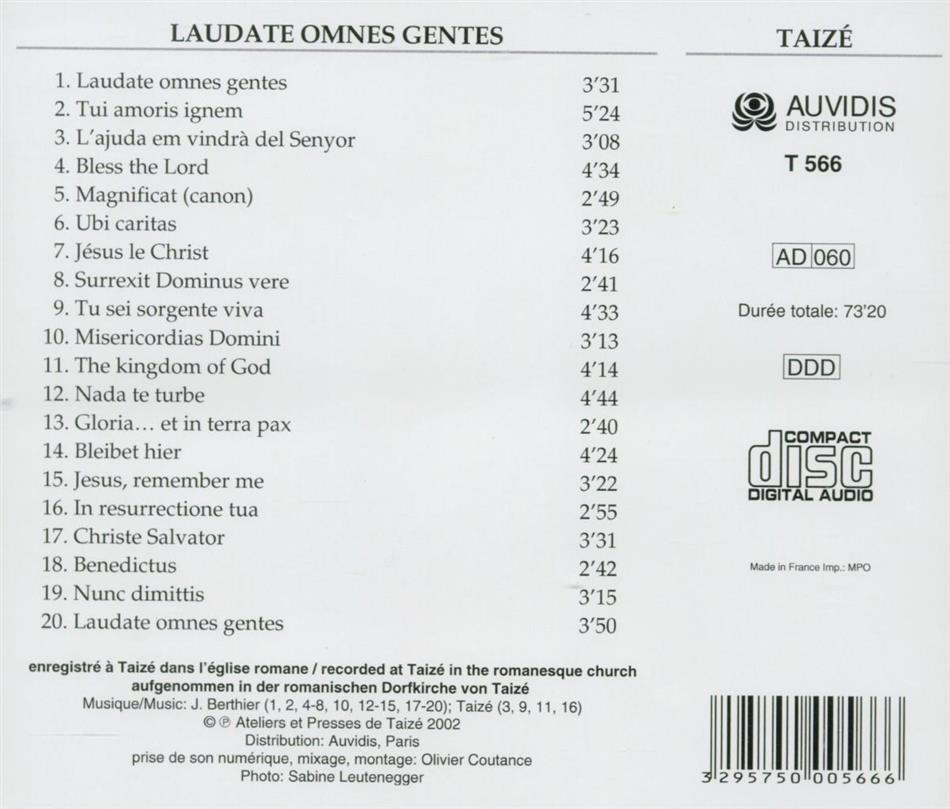 LAUDATE OMNES GENTES
1. Laudate omnes gentes 3'31
2. Tui amoris ignem 5'24
3. L'ajuda em vindrà del Senyor 3'08
4. Bless the Lord 4'34
5. Magnificat (canon) 2'49
6. Ubi caritas 3'23
7. Jésus le Christ 4'16
8. Surrexit Dominus vere 2'41
9. Tu sei sorgente viva 4'33
10. Misericordias Domini 3'13
11. The kingdom of God 4'14
12. Nada te turbe 4'44
13. Gloria... et in terra pax 2'40
14. Bleibet hier 4'24
15. Jesus, remember me 3'22
16. In resurrectione tua 2'55
17. Christe Salvator 3'31
18. Benedictus 2'42
19. Nunc dimittis 3'15
20. Laudate omnes gentes 3'50
enregistré à Taizé dans l'église romane / recorded at Taizé in the romanesque church
aufgenommen in der romanischen Dorfkirche von Taizé
Musique/Music: J. Berthier (1, 2, 4-8, 10, 12-15, 17-20); Taizé (3, 9, 11, 16)
© ℗ Ateliers et Presses de Taizé 2002
Distribution: Auvidis, Paris
prise de son numérique, mixage, montage: Olivier Coutance
Photo: Sabine Leutenegger
TAIZÉ
AUVIDIS
DISTRIBUTION
T 566
AD 060
Durée totale: 73'20
DDD
COMPACT
disc
DIGITAL AUDIO
Made in France Imp.: MPO
3 295750 005666